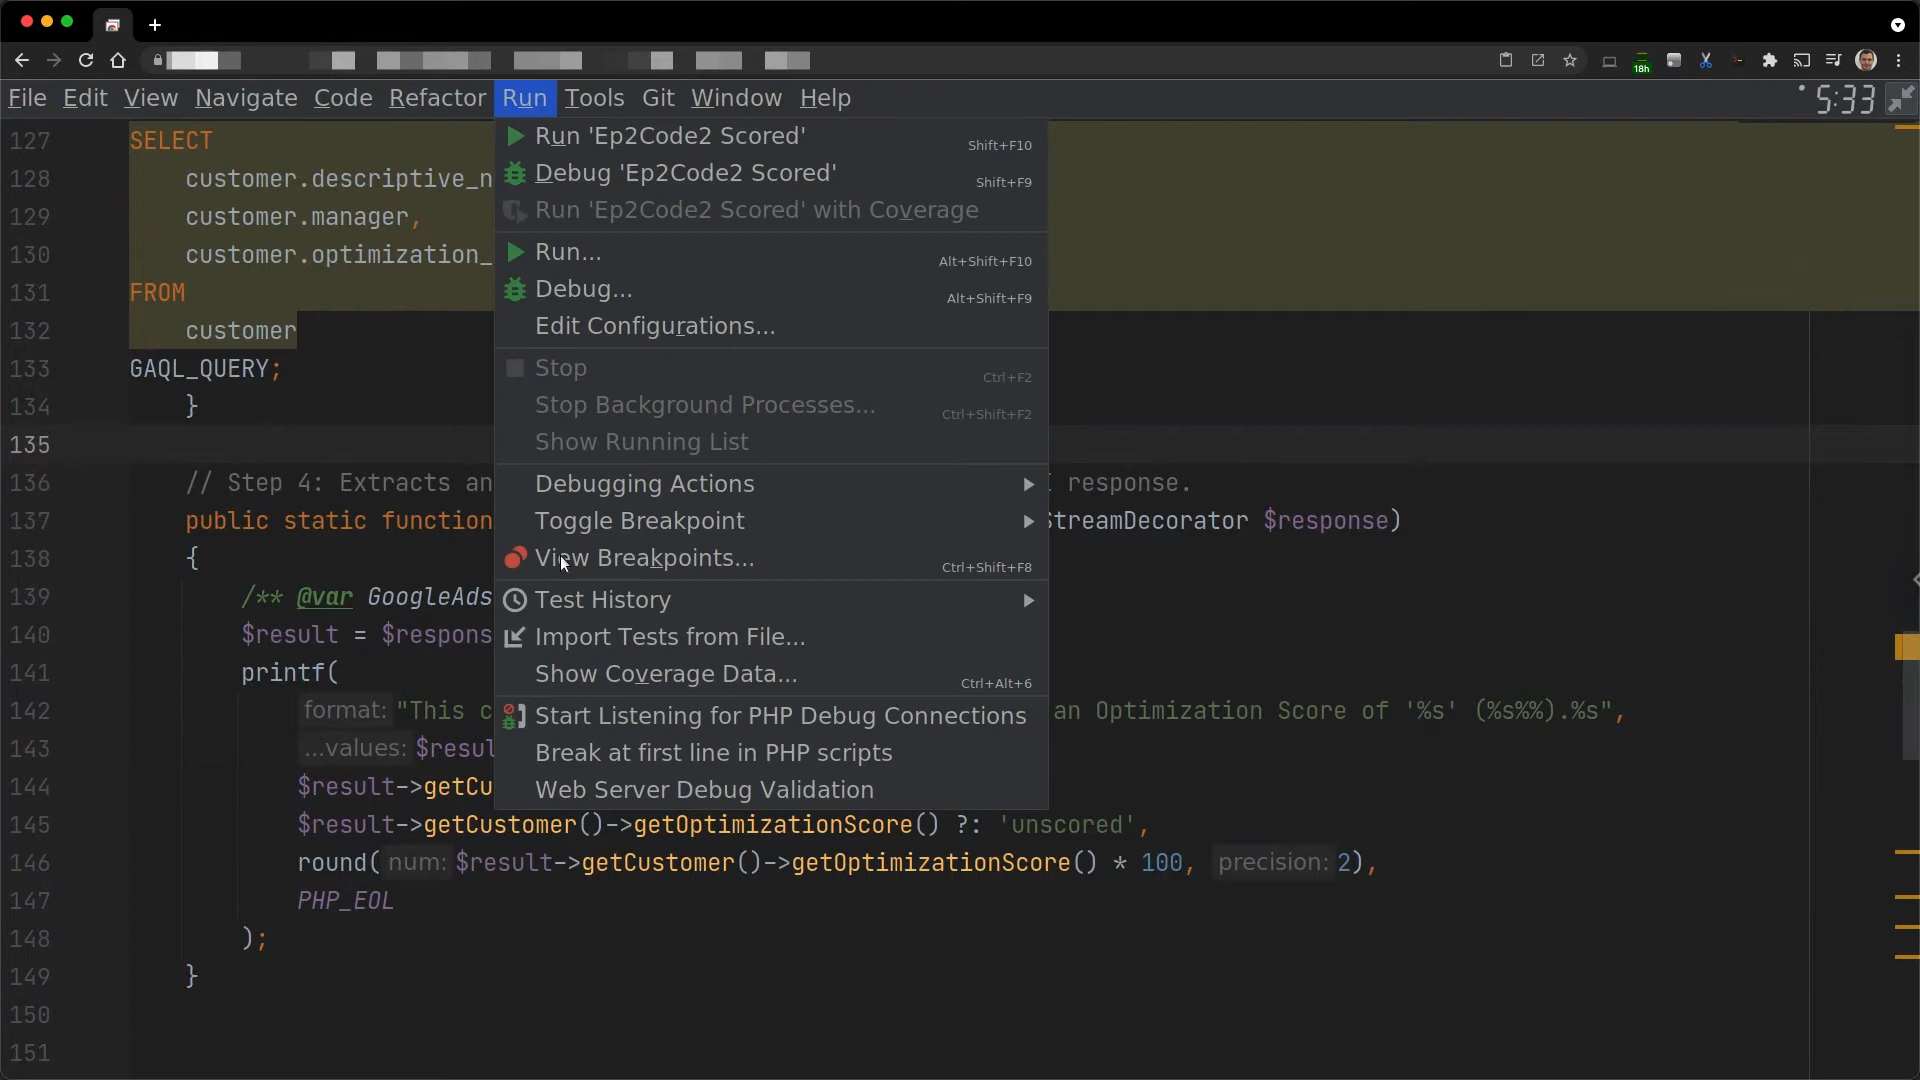 18h
File Edit View Navigate Code Refactor Run Tools Git Window Help 5:33
127 SELECT
128 customer.descriptive_n
129 customer.manager,
130 customer.optimization_
131 FROM
132 customer
133 GAQL_QUERY;
134 }
135
136 // Step 4: Extracts an response.
137 public static function StreamDecorator $response)
138 {
139 /** @var GoogleAds
140 $result = $respons
141 printf(
142 format: "This c an Optimization Score of '%s' (%s%%).%s",
143 ...values: $resul
144 $result->getCu
145 $result->getCustomer()->getOptimizationScore() ?: 'unscored',
146 round( num: $result->getCustomer()->getOptimizationScore() * 100, precision: 2),
147 PHP_EOL
148 );
149 }
150
151
Run 'Ep2Code2 Scored' Shift+F10
Debug 'Ep2Code2 Scored' Shift+F9
Run 'Ep2Code2 Scored' with Coverage
Run... Alt+Shift+F10
Debug... Alt+Shift+F9
Edit Configurations...
Stop Ctrl+F2
Stop Background Processes... Ctrl+Shift+F2
Show Running List
Debugging Actions
Toggle Breakpoint
View Breakpoints... Ctrl+Shift+F8
Test History
Import Tests from File...
Show Coverage Data... Ctrl+Alt+6
Start Listening for PHP Debug Connections
Break at first line in PHP scripts
Web Server Debug Validation